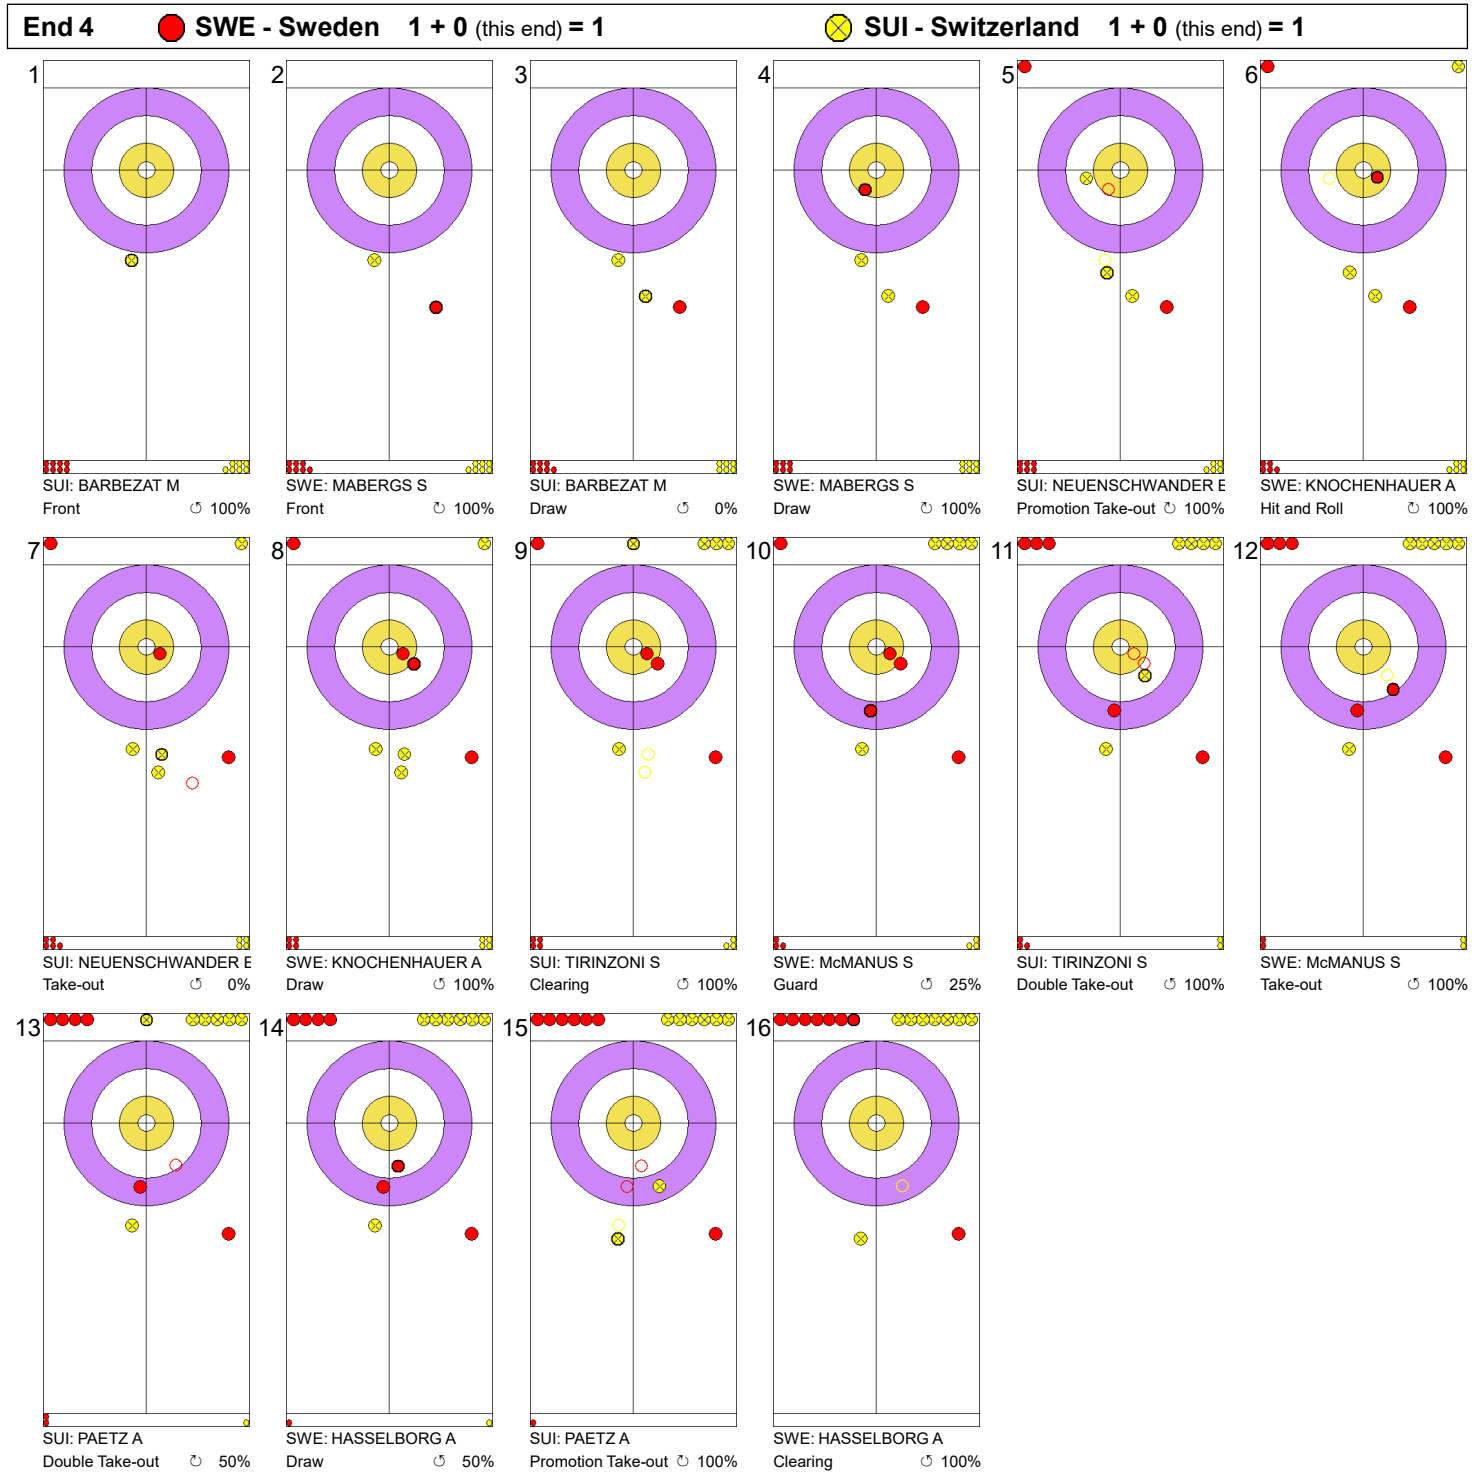 End 4 SWE - Sweden 1 + 0 (this end) = 1 SUI - Switzerland 1 + 0 (this end) = 1
1 2 3 4 5 6
SUI: BARBEZAT M SWE: MABERGS S SUI: BARBEZAT M SWE: MABERGS S SUI: NEUENSCHWANDER E SWE: KNOCHENHAUER A
Front ↺ 100% Front ↻ 100% Draw ↺ 0% Draw ↻ 100% Promotion Take-out ↻ 100% Hit and Roll ↻ 100%
7 8 9 10 11 12
SUI: NEUENSCHWANDER E SWE: KNOCHENHAUER A SUI: TIRINZONI S SWE: McMANUS S SUI: TIRINZONI S SWE: McMANUS S
Take-out ↺ 0% Draw ↺ 100% Clearing ↺ 100% Guard ↺ 25% Double Take-out ↺ 100% Take-out ↻ 100%
13 14 15 16
SUI: PAETZ A SWE: HASSELBORG A SUI: PAETZ A SWE: HASSELBORG A
Double Take-out ↻ 50% Draw ↻ 50% Promotion Take-out ↻ 100% Clearing ↺ 100%